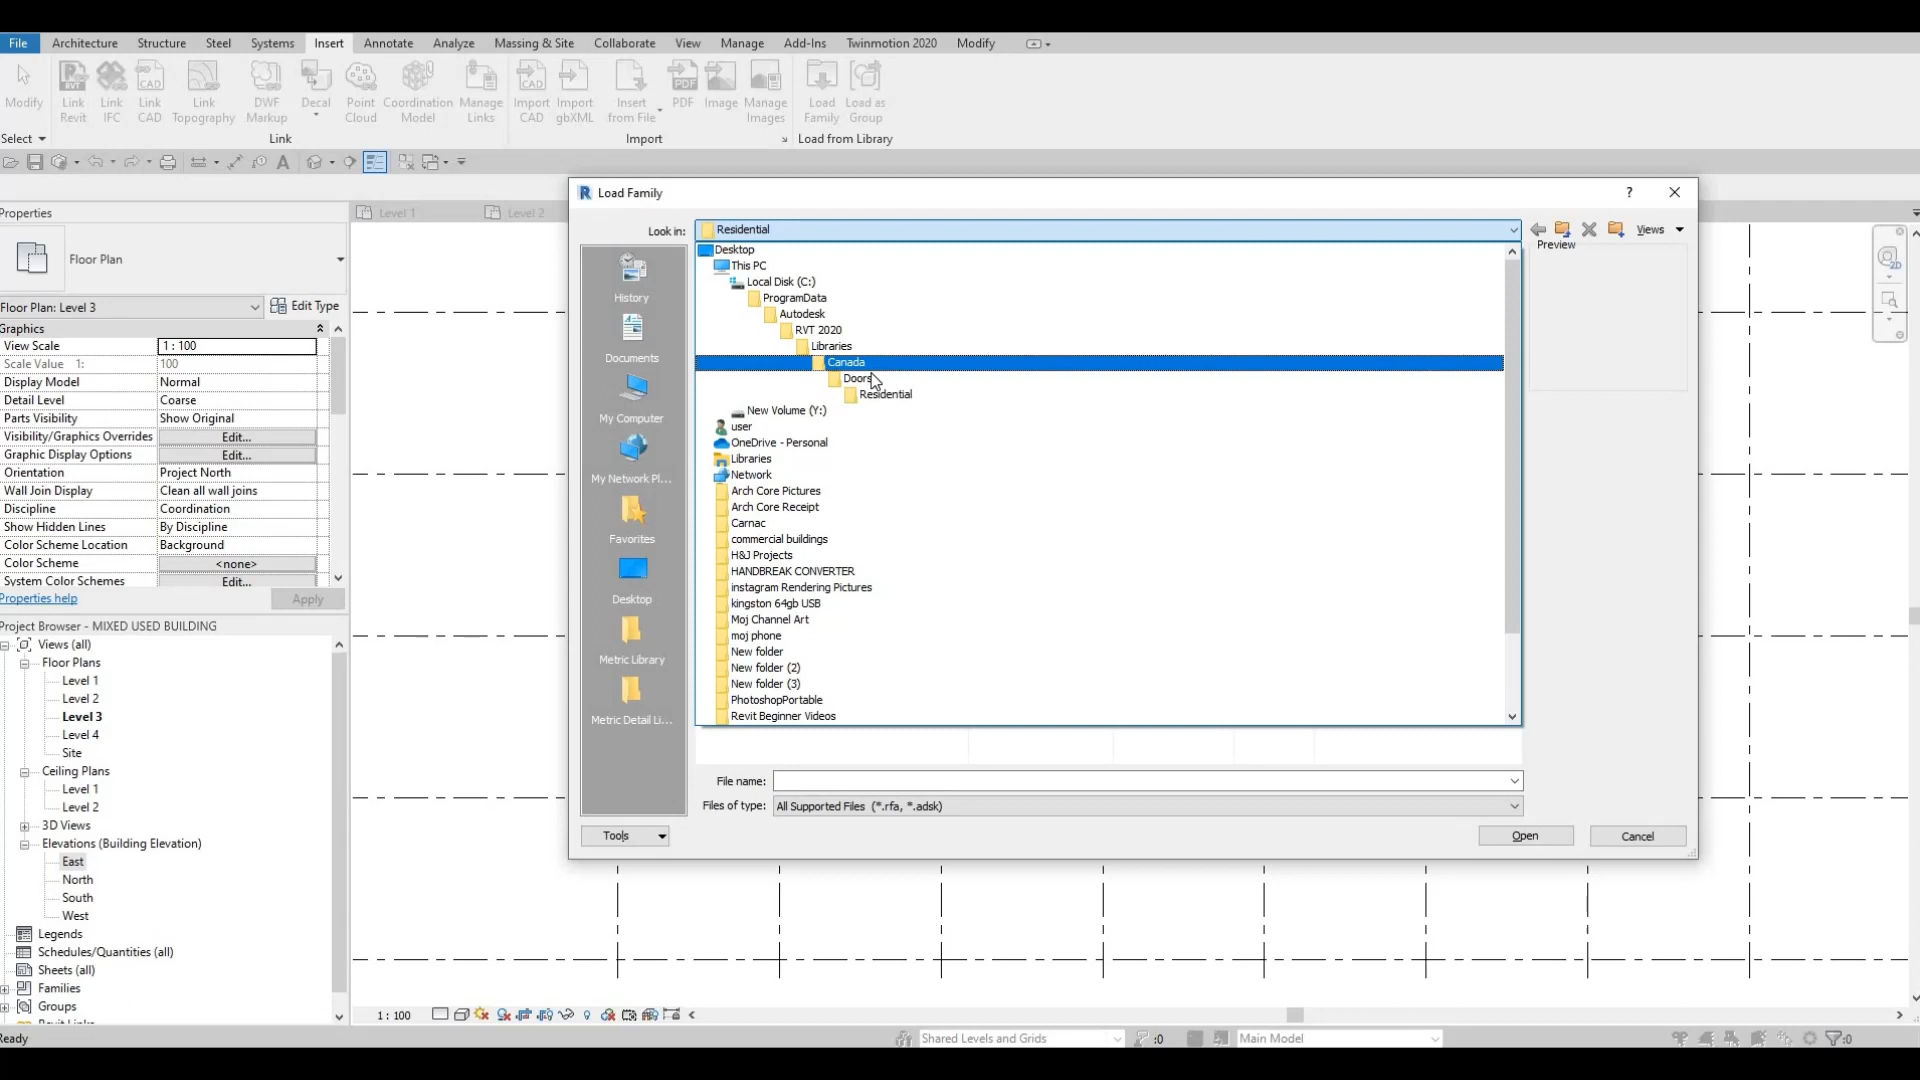 File Architecture Structure Steel Systems Insert Annotate Analyze Massing & Site Collaborate View Manage Add-Ins Twinmotion 2020 Modify
Modify Link Revit Link IFC Link CAD Link Topography DWF Markup Decal Point Cloud Coordination Model Manage Links Import CAD Import gbXML Insert from File PDF Image Manage Images Load Family Load as Group
Select Link Import Load from Library
Properties
Level 1 Level 2
Floor Plan
Floor Plan: Level 3 Edit Type
Graphics
View Scale 1 : 100
Scale Value 1: 100
Display Model Normal
Detail Level Coarse
Parts Visibility Show Original
Visibility/Graphics Overrides Edit...
Graphic Display Options Edit...
Orientation Project North
Wall Join Display Clean all wall joins
Discipline Coordination
Show Hidden Lines By Discipline
Color Scheme Location Background
Color Scheme <none>
System Color Schemes Edit...
Properties help Apply
Project Browser - MIXED USED BUILDING
Views (all)
Floor Plans
Level 1
Level 2
Level 3
Level 4
Site
Ceiling Plans
Level 1
Level 2
3D Views
Elevations (Building Elevation)
East
North
South
West
Legends
Schedules/Quantities (all)
Sheets (all)
Families
Groups
Load Family
Look in: Residential Views
Preview
History
Documents
My Computer
My Network Pl...
Favorites
Desktop
Metric Library
Metric Detail Li...
Desktop
This PC
Local Disk (C:)
ProgramData
Autodesk
RVT 2020
Libraries
Canada
Doors
Residential
New Volume (Y:)
user
OneDrive - Personal
Libraries
Network
Arch Core Pictures
Arch Core Receipt
Carnac
commercial buildings
H&J Projects
HANDBREAK CONVERTER
instagram Rendering Pictures
kingston 64gb USB
Moj Channel Art
moj phone
New folder
New folder (2)
New folder (3)
PhotoshopPortable
Revit Beginner Videos
File name:
Files of type: All Supported Files (*.rfa, *.adsk)
Tools Open Cancel
1 : 100
Ready Shared Levels and Grids :0 Main Model :0